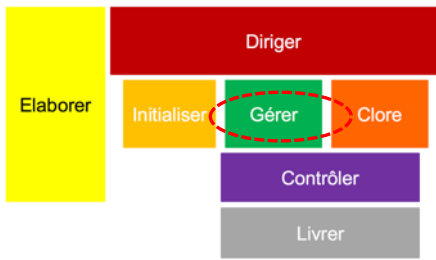 Diriger
Elaborer
Initialiser
Gérer
Clore
Contrôler
Livrer